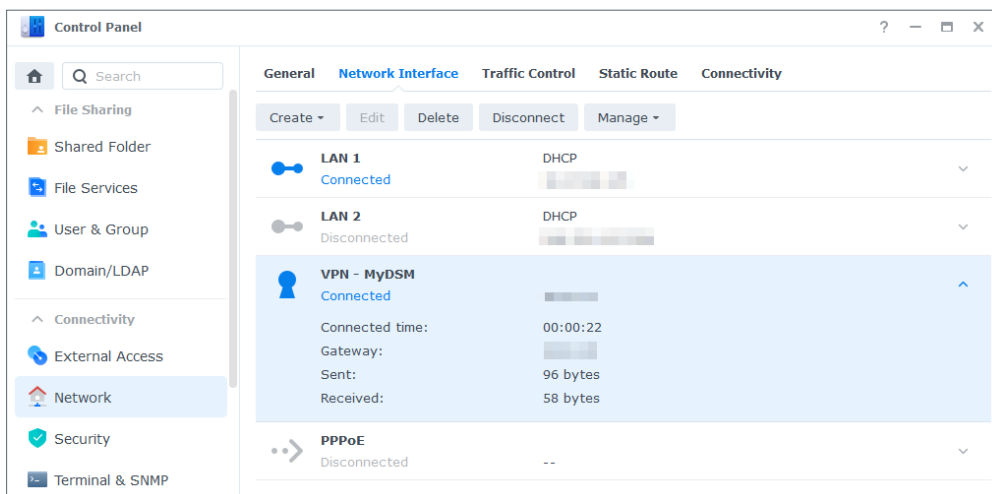 Control Panel
?
Search
General Network Interface Traffic Control Static Route Connectivity
File Sharing
Shared Folder
File Services
User & Group
Domain/LDAP
Connectivity
External Access
Network
Security
Terminal & SNMP
Create Edit Delete Disconnect Manage
LAN 1 DHCP
Connected
LAN 2 DHCP
Disconnected
VPN - MyDSM
Connected
Connected time: 00:00:22
Gateway:
Sent: 96 bytes
Received: 58 bytes
PPPoE
Disconnected --